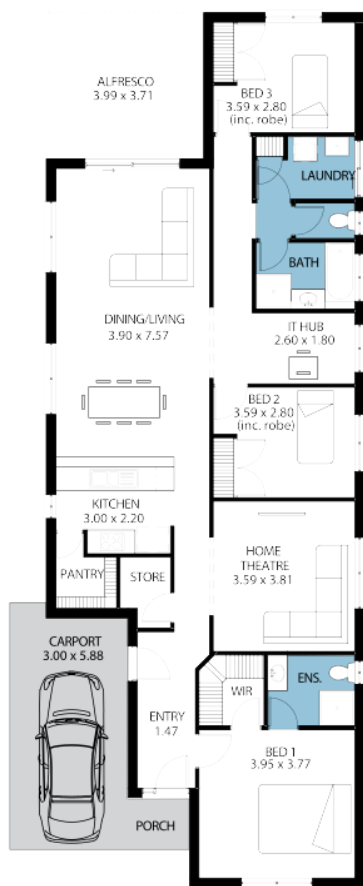 ALFRESCO
3.99 x 3.71
BED 3
3.59 x 2.80
(inc. robe)
LAUNDRY
BATH
DINING/LIVING
3.90 x 7.57
IT HUB
2.60 x 1.80
BED 2
3.59 x 2.80
(inc. robe)
KITCHEN
3.00 x 2.20
HOME
THEATRE
3.59 x 3.81
PANTRY
STORE
CARPORT
3.00 x 5.88
ENS.
WIR
ENTRY
1.47
BED 1
3.95 x 3.77
PORCH